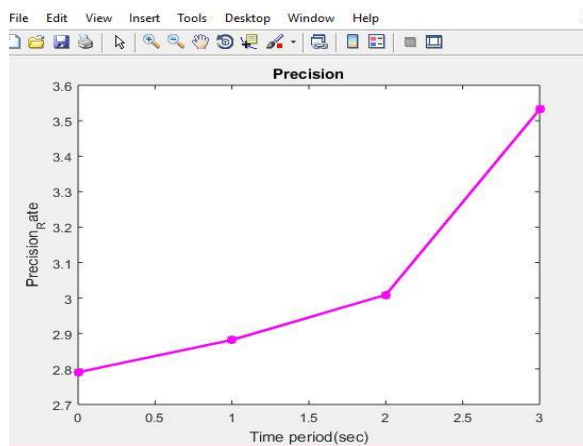 File Edit View Insert Tools Desktop Window Help
Precision
3.6
3.5
3.4
3.3
3.2
3.1
3
2.9
2.8
2.7
Precision_Rate
0 0.5 1 1.5 2 2.5 3
Time period(sec)